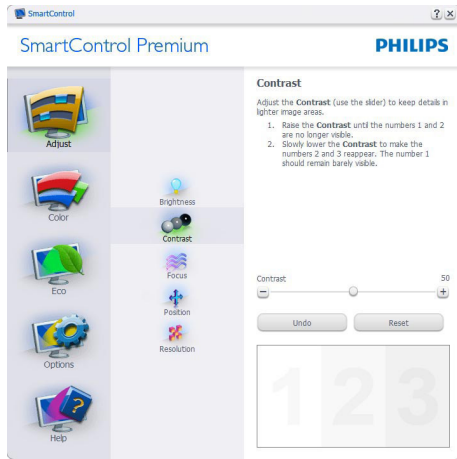 SmartControl
? X
SmartControl Premium
PHILIPS
Adjust
Color
Eco
Options
Help
Brightness
Contrast
Focus
Position
Resolution
Contrast
Adjust the Contrast (use the slider) to keep details in
lighter image areas.
1. Raise the Contrast until the numbers 1 and 2
are no longer visible.
2. Slowly lower the Contrast to make the
numbers 2 and 3 reappear. The number 1
should remain barely visible.
Contrast 50
Undo Reset
1 2 3